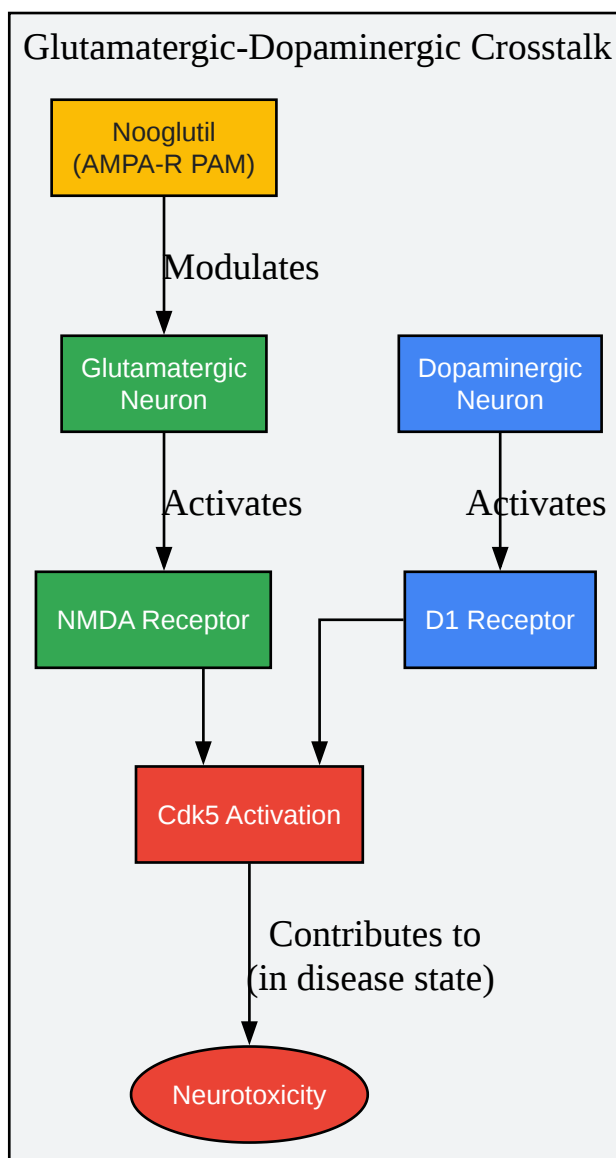 Glutamatergic-Dopaminergic Crosstalk
Nooglutil
(AMPA-R PAM)
Modulates
Glutamatergic
Neuron
Dopaminergic
Neuron
Activates
Activates
NMDA Receptor
D1 Receptor
Cdk5 Activation
Contributes to
(in disease state)
Neurotoxicity